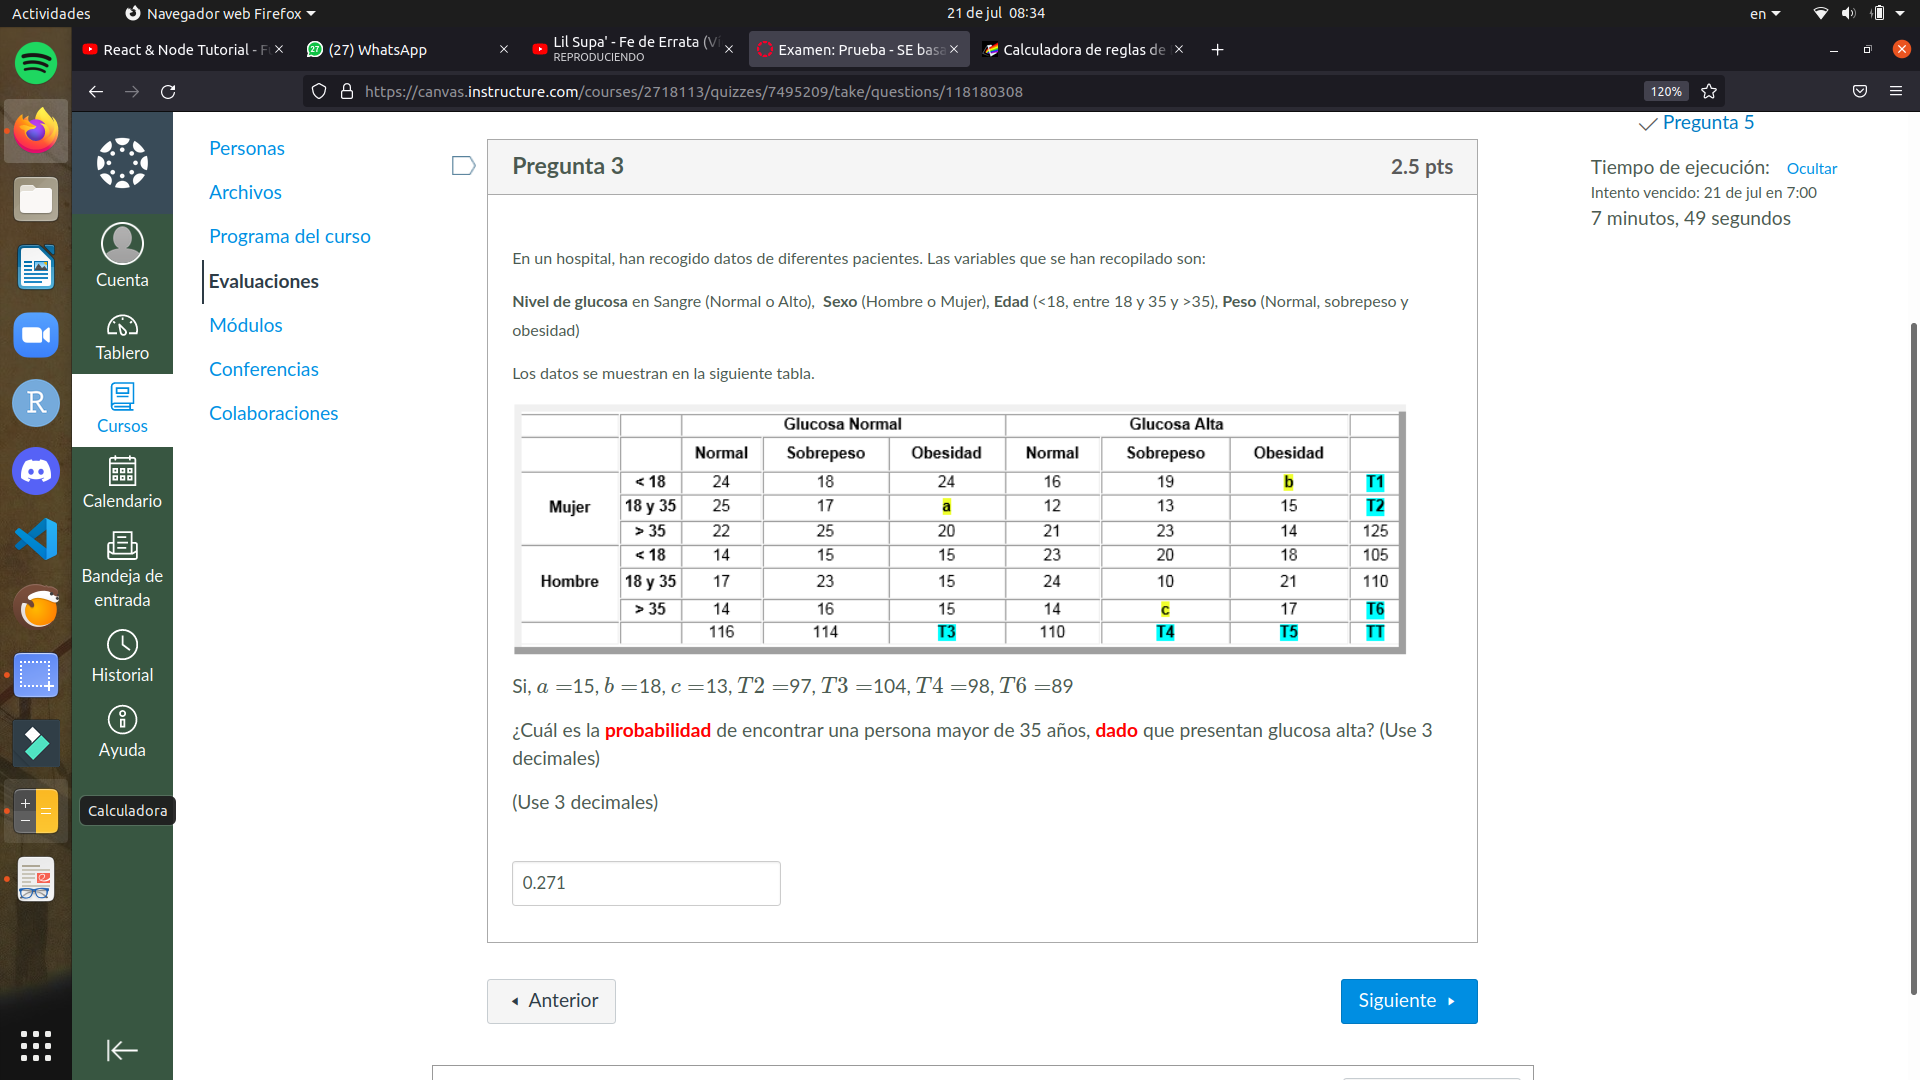 Actividades
Navegador web Firefox
21 de jul 08:34
en
React & Node Tutorial - F
(27) WhatsApp
Lil Supa' - Fe de Errata (Ví
REPRODUCIENDO
Examen: Prueba - SE basa
Calculadora de reglas de
https://canvas.instructure.com/courses/2718113/quizzes/7495209/take/questions/118180308
120%
Cuenta
Tablero
Cursos
Calendario
Bandeja de
entrada
Historial
Ayuda
Calculadora
Personas
Archivos
Programa del curso
Evaluaciones
Módulos
Conferencias
Colaboraciones
Pregunta 3
2.5 pts
En un hospital, han recogido datos de diferentes pacientes. Las variables que se han recopilado son:
Nivel de glucosa en Sangre (Normal o Alto), Sexo (Hombre o Mujer), Edad (<18, entre 18 y 35 y >35), Peso (Normal, sobrepeso y
obesidad)
Los datos se muestran en la siguiente tabla.
Glucosa Normal Glucosa Alta
Normal Sobrepeso Obesidad Normal Sobrepeso Obesidad
Mujer
< 18 24 18 24 16 19 b T1
18 y 35 25 17 a 12 13 15 T2
> 35 22 25 20 21 23 14 125
Hombre
< 18 14 15 15 23 20 18 105
18 y 35 17 23 15 24 10 21 110
> 35 14 16 15 14 c 17 T6
116 114 T3 110 T4 T5 TT
Si, a =15, b =18, c =13, T2 =97, T3 =104, T4 =98, T6 =89
¿Cuál es la probabilidad de encontrar una persona mayor de 35 años, dado que presentan glucosa alta? (Use 3
decimales)
(Use 3 decimales)
0.271
Anterior
Siguiente
Pregunta 5
Tiempo de ejecución: Ocultar
Intento vencido: 21 de jul en 7:00
7 minutos, 49 segundos